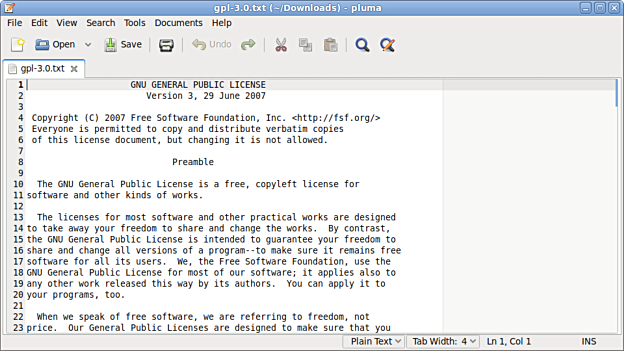 gpl-3.0.txt (~/Downloads) - pluma
File Edit View Search Tools Documents Help
Open Save Undo
gpl-3.0.txt
1 GNU GENERAL PUBLIC LICENSE
2 Version 3, 29 June 2007
3
4 Copyright (C) 2007 Free Software Foundation, Inc. <http://fsf.org/>
5 Everyone is permitted to copy and distribute verbatim copies
6 of this license document, but changing it is not allowed.
7
8 Preamble
9
10 The GNU General Public License is a free, copyleft license for
11 software and other kinds of works.
12
13 The licenses for most software and other practical works are designed
14 to take away your freedom to share and change the works.  By contrast,
15 the GNU General Public License is intended to guarantee your freedom to
16 share and change all versions of a program--to make sure it remains free
17 software for all its users.  We, the Free Software Foundation, use the
18 GNU General Public License for most of our software; it applies also to
19 any other work released this way by its authors.  You can apply it to
20 your programs, too.
21
22 When we speak of free software, we are referring to freedom, not
23 price.  Our General Public Licenses are designed to make sure that you
Plain Text Tab Width: 4 Ln 1, Col 1 INS